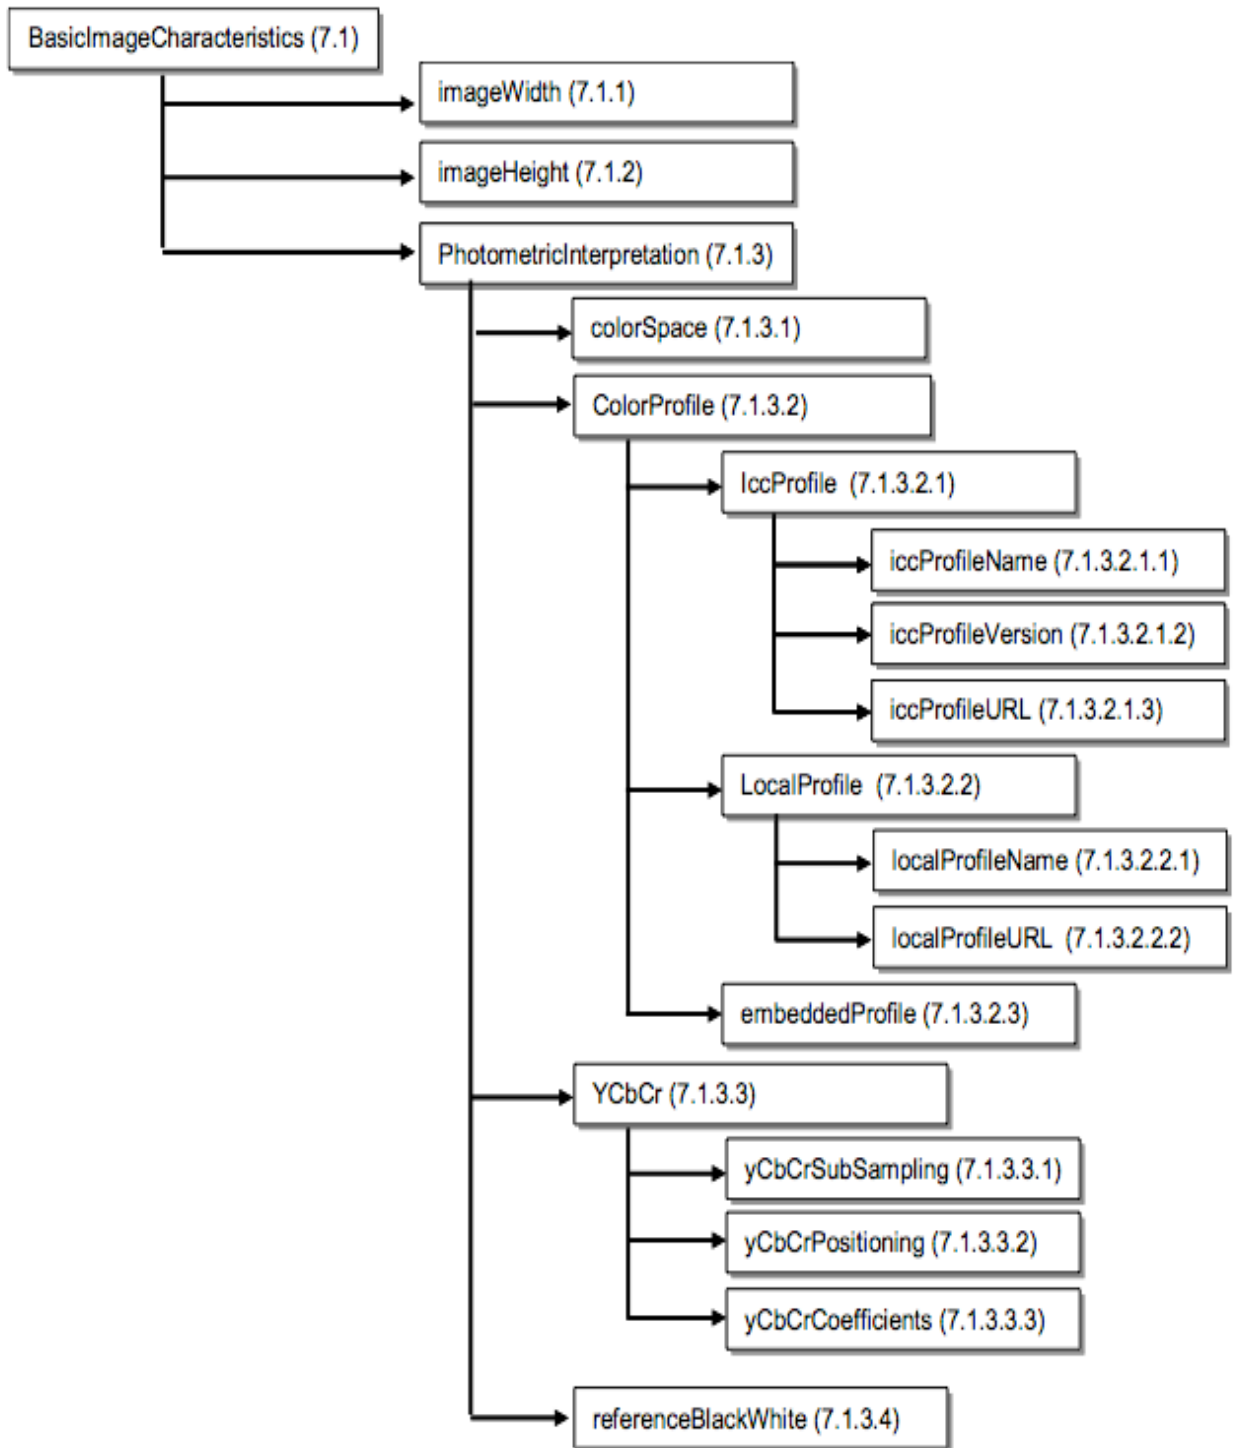 BasicImageCharacteristics (7.1)
imageWidth (7.1.1)
imageHeight (7.1.2)
PhotometricInterpretation (7.1.3)
colorSpace (7.1.3.1)
ColorProfile (7.1.3.2)
IccProfile (7.1.3.2.1)
iccProfileName (7.1.3.2.1.1)
iccProfileVersion (7.1.3.2.1.2)
iccProfileURL (7.1.3.2.1.3)
LocalProfile (7.1.3.2.2)
localProfileName (7.1.3.2.2.1)
localProfileURL (7.1.3.2.2.2)
embeddedProfile (7.1.3.2.3)
YCbCr (7.1.3.3)
yCbCrSubSampling (7.1.3.3.1)
yCbCrPositioning (7.1.3.3.2)
yCbCrCoefficients (7.1.3.3.3)
referenceBlackWhite (7.1.3.4)